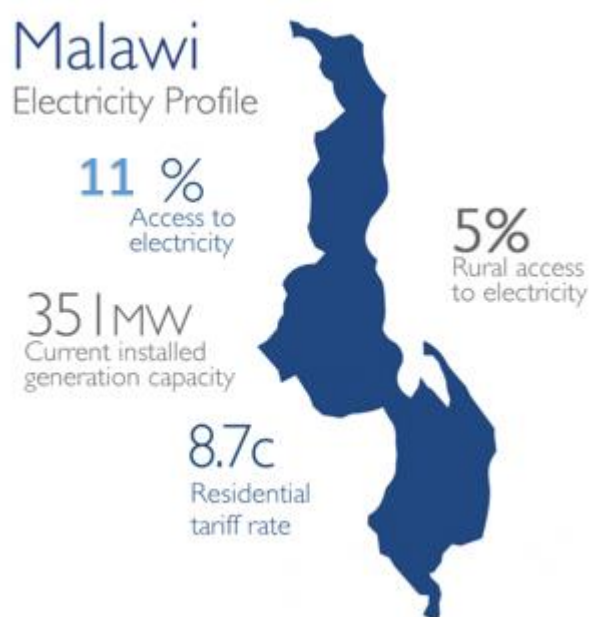 Malawi
Electricity Profile
11 %
Access to
electricity
5%
Rural access
to electricity
351MW
Current installed
generation capacity
8.7c
Residential
tariff rate